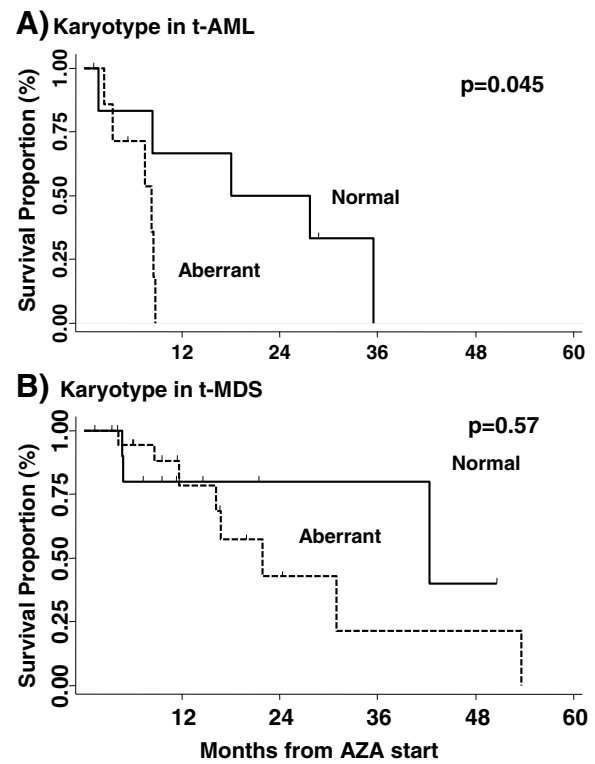 A) Karyotype in t-AML
Survival Proportion (%)
1.00
0.75
0.50
0.25
0.00
p=0.045
Normal
Aberrant
12 24 36 48 60
B) Karyotype in t-MDS
Survival Proportion (%)
1.00
0.75
0.50
0.25
0.00
p=0.57
Normal
Aberrant
12 24 36 48 60
Months from AZA start